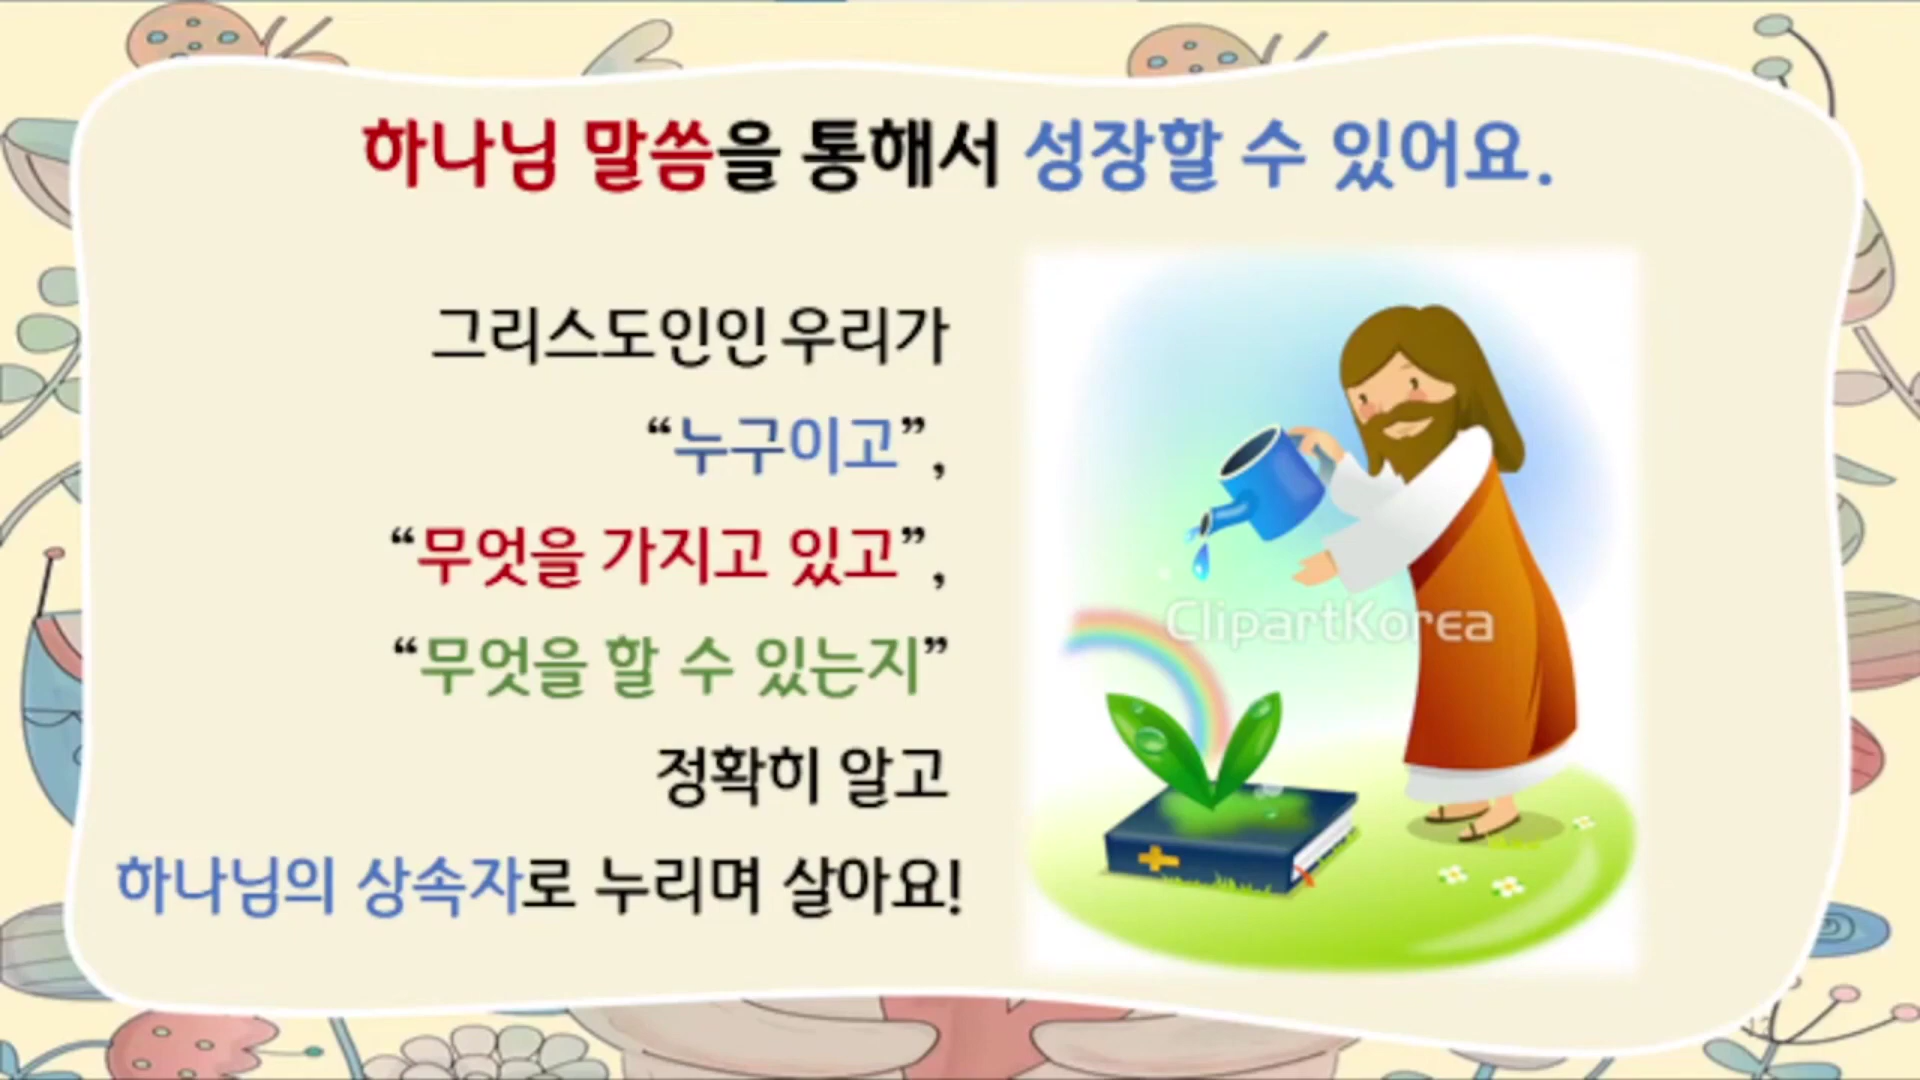 하나님 말씀을 통해서 성장할 수 있어요.
그리스도인인 우리가
“누구이고”,
“무엇을 가지고 있고”,
“무엇을 할 수 있는지”
정확히 알고
하나님의 상속자로 누리며 살아요!
ClipartKorea